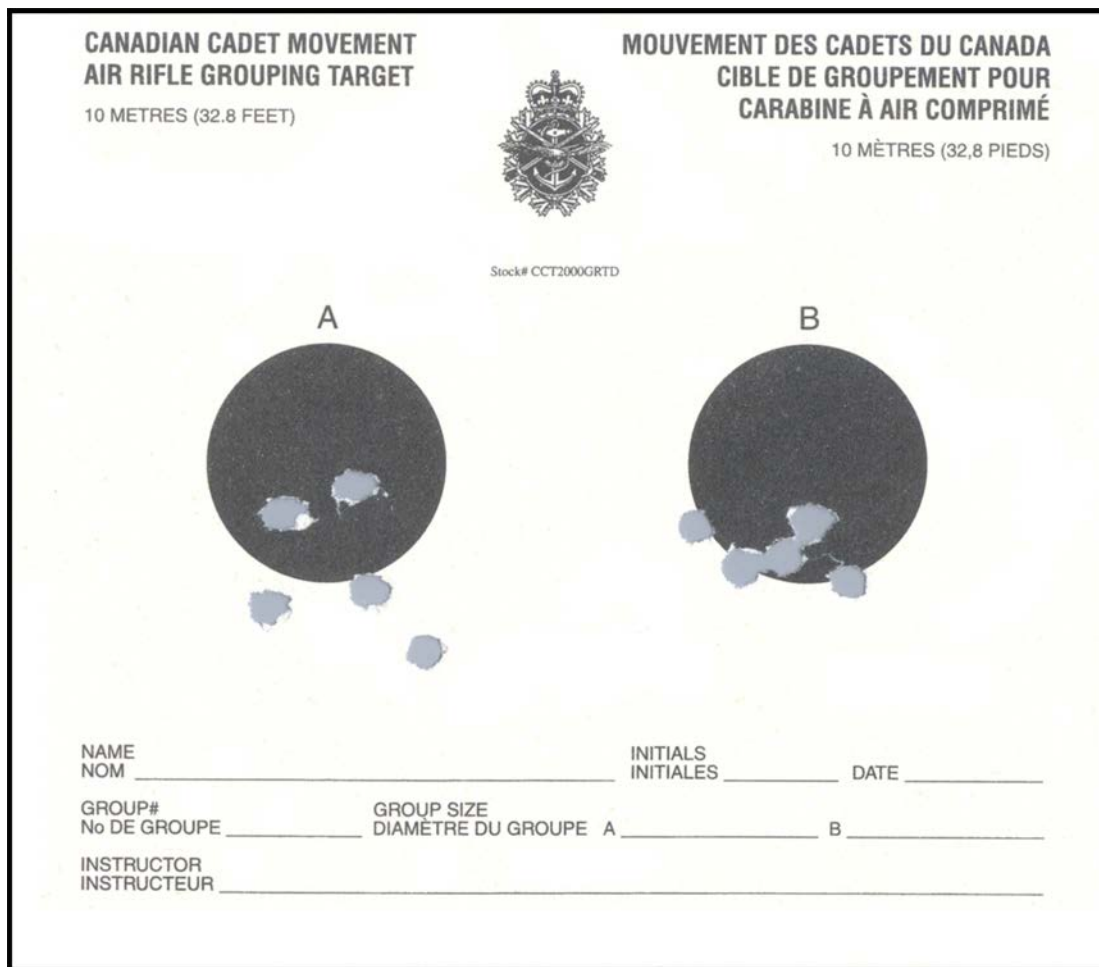 CANADIAN CADET MOVEMENT
AIR RIFLE GROUPING TARGET
10 METRES (32.8 FEET)
MOUVEMENT DES CADETS DU CANADA
CIBLE DE GROUPEMENT POUR
CARABINE À AIR COMPRIMÉ
10 MÈTRES (32,8 PIEDS)
Stock# CCT2000GRTD
A
B
NAME
NOM
INITIALS
INITIALES
DATE
GROUP#
No DE GROUPE
GROUP SIZE
DIAMÈTRE DU GROUPE A
B
INSTRUCTOR
INSTRUCTEUR